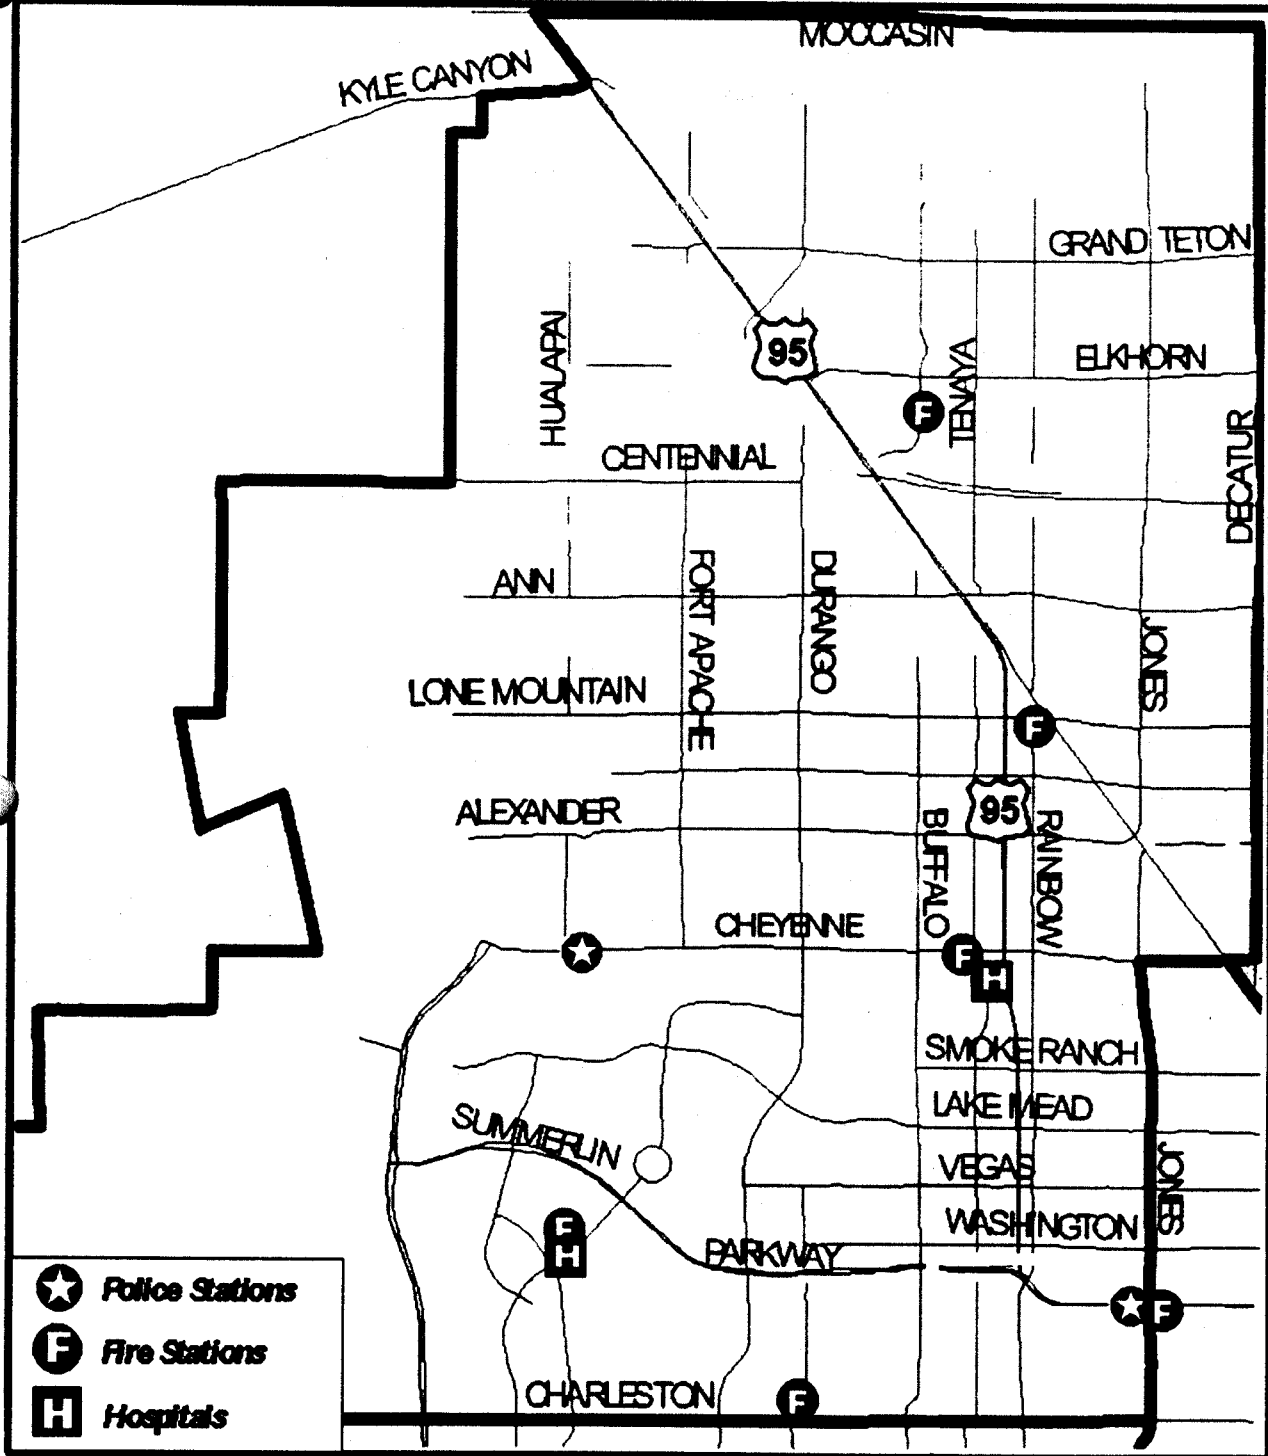 MOCCASIN
KYLE CANYON
GRAND TETON
HUALAPAI
95
TENAYA
ELKHORN
F
DECATUR
CENTENNIAL
ANN
FORT APACHE
DURANGO
JONES
LONE MOUNTAIN
F
95
ALEXANDER
BUFFALO
RAINBOW
CHEYENNE
F
H
SMOKE RANCH
LAKE MEAD
SUMMERLIN
VEGAS
JONES
WASHINGTON
F
H
PARKWAY
F
Police Stations
F Fire Stations
H Hospitals
CHARLESTON
F